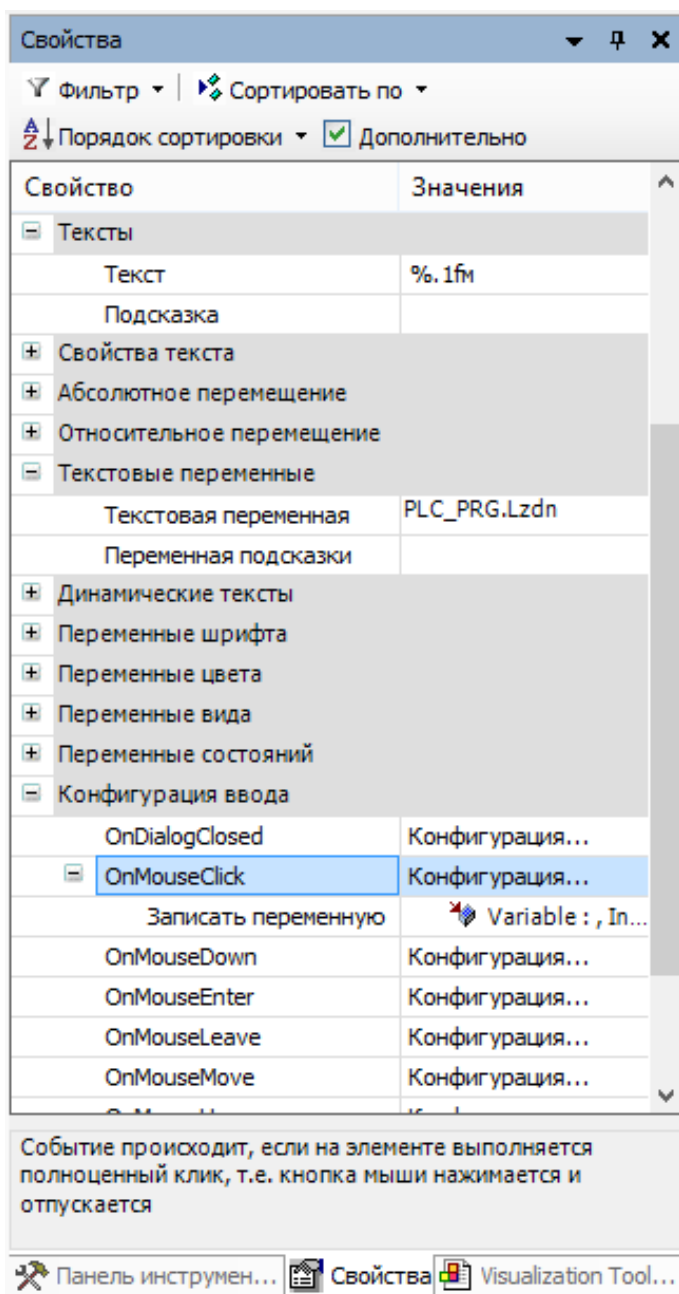 Свойства
Фильтр Сортировать по
Порядок сортировки Дополнительно
Свойство Значения
Тексты
Текст %.1fм
Подсказка
Свойства текста
Абсолютное перемещение
Относительное перемещение
Текстовые переменные
Текстовая переменная PLC_PRG.Lzdn
Переменная подсказки
Динамические тексты
Переменные шрифта
Переменные цвета
Переменные вида
Переменные состояний
Конфигурация ввода
OnDialogClosed Конфигурация...
OnMouseClick Конфигурация...
Записать переменную Variable : , In...
OnMouseDown Конфигурация...
OnMouseEnter Конфигурация...
OnMouseLeave Конфигурация...
OnMouseMove Конфигурация...
Событие происходит, если на элементе выполняется
полноценный клик, т.е. кнопка мыши нажимается и
отпускается
Панель инструмен... Свойства Visualization Tool...